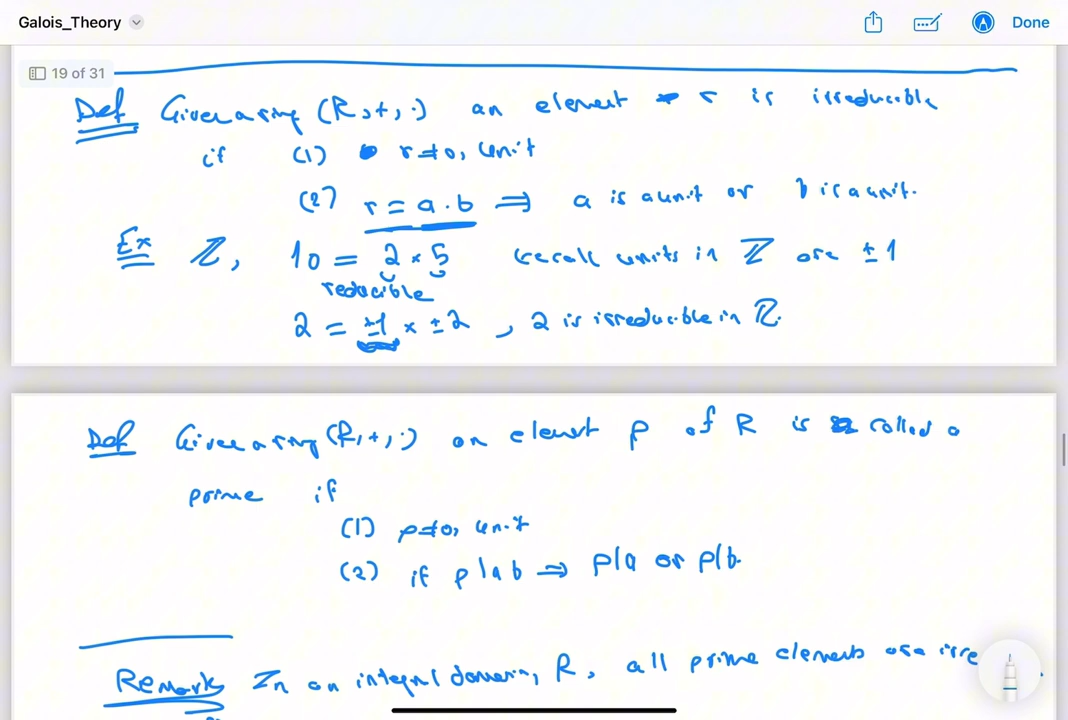 Galois_Theory
Done
19 of 31
Def Given a ring (R,+,·) an element r is irreducible
if (1) r≠0, unit
(2) r = a·b ⟹ a is a unit or b is a unit.
Ex ℤ, 10 = 2 × 5 recall units in ℤ are ±1
reducible
2 = ±1 × ±2 , 2 is irreducible in ℤ.
Def Given a ring (R,+,·) an element p of R is called a
prime if
(1) p≠0, unit
(2) if p|ab ⟹ p|a or p|b.
Remark In an integral domain, R, all prime elements are irre